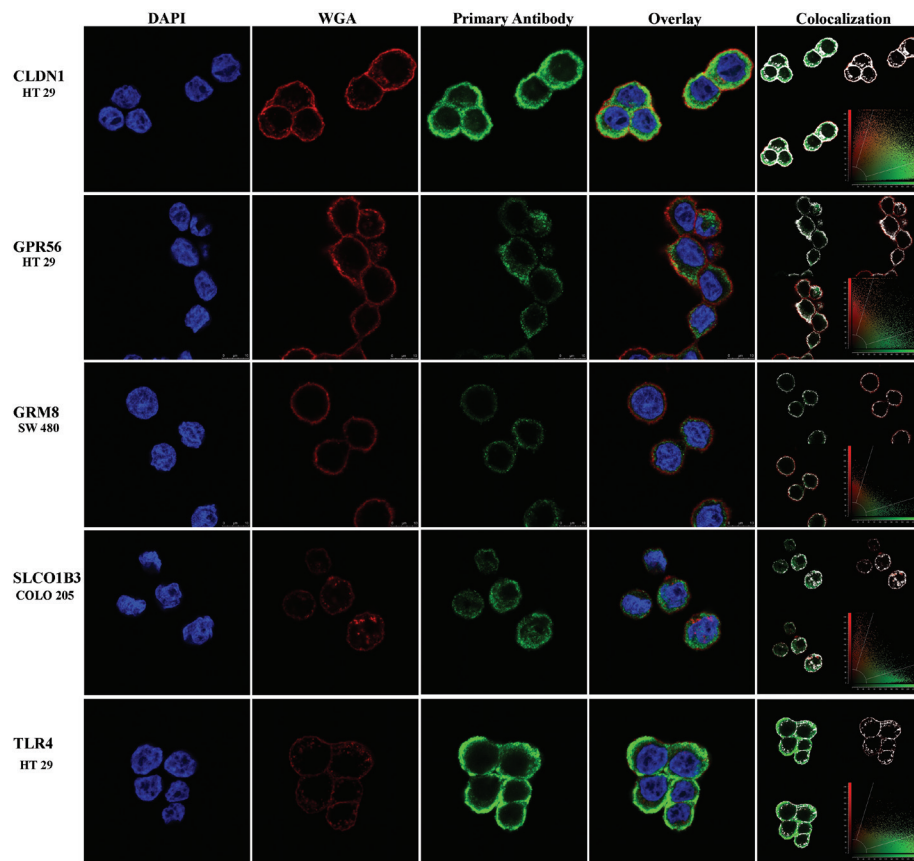 DAPI WGA Primary Antibody Overlay Colocalization
CLDN1
HT 29
GPR56
HT 29
GRM8
SW 480
SLCO1B3
COLO 205
TLR4
HT 29